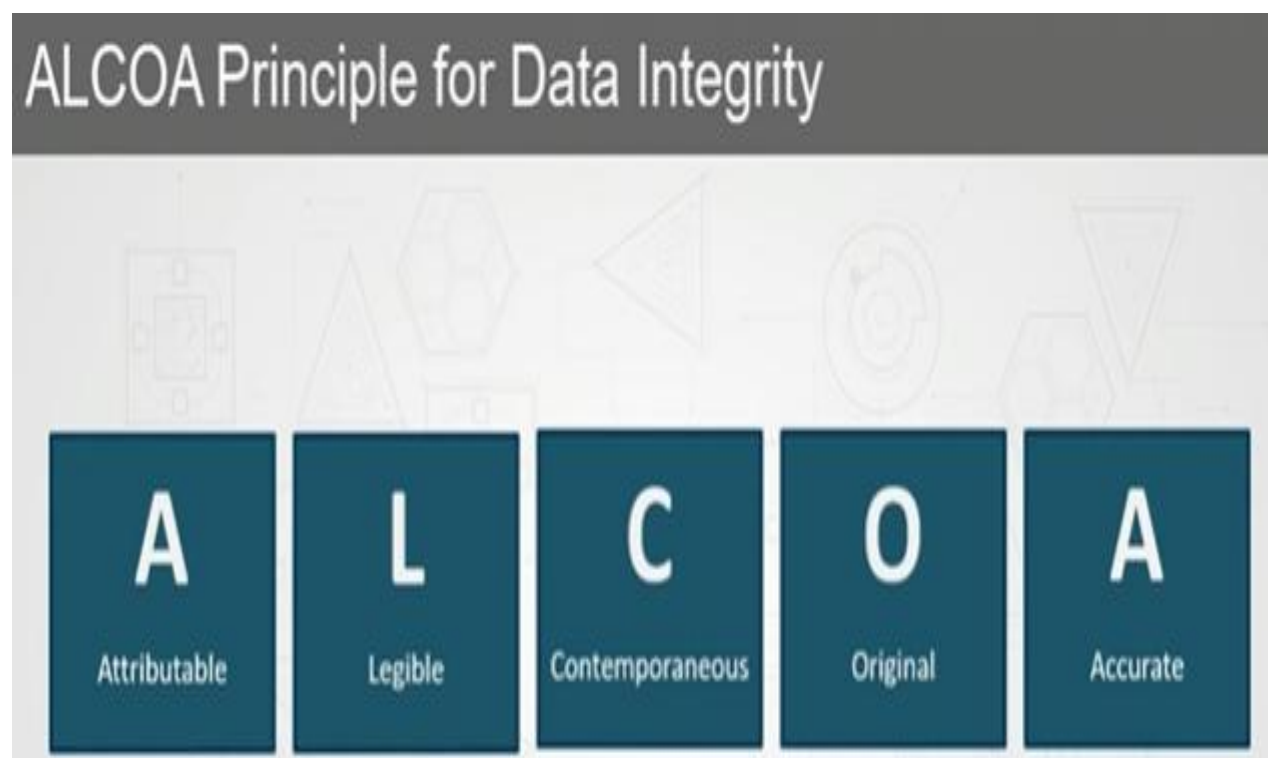 ALCOA Principle for Data Integrity
A L C O A
Attributable Legible Contemporaneous Original Accurate